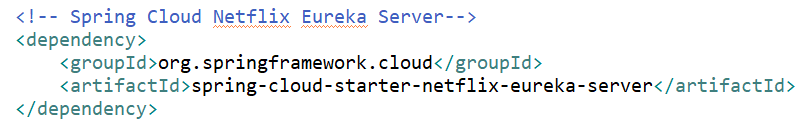 <!-- Spring Cloud Netflix Eureka Server-->
<dependency>
    <groupId>org.springframework.cloud</groupId>
    <artifactId>spring-cloud-starter-netflix-eureka-server</artifactId>
</dependency>